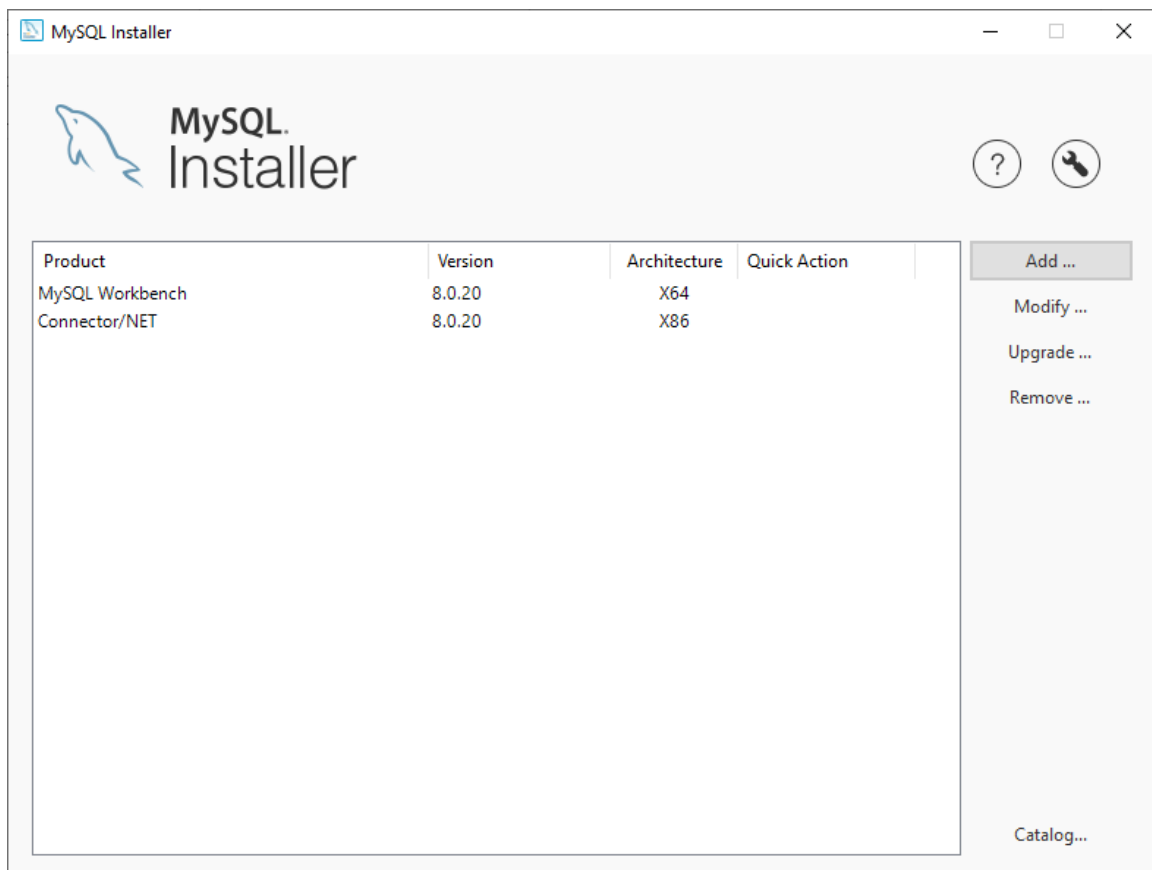 MySQL Installer
MySQL.
Installer
?
Product Version Architecture Quick Action
MySQL Workbench 8.0.20 X64
Connector/NET 8.0.20 X86
Add ...
Modify ...
Upgrade ...
Remove ...
Catalog...